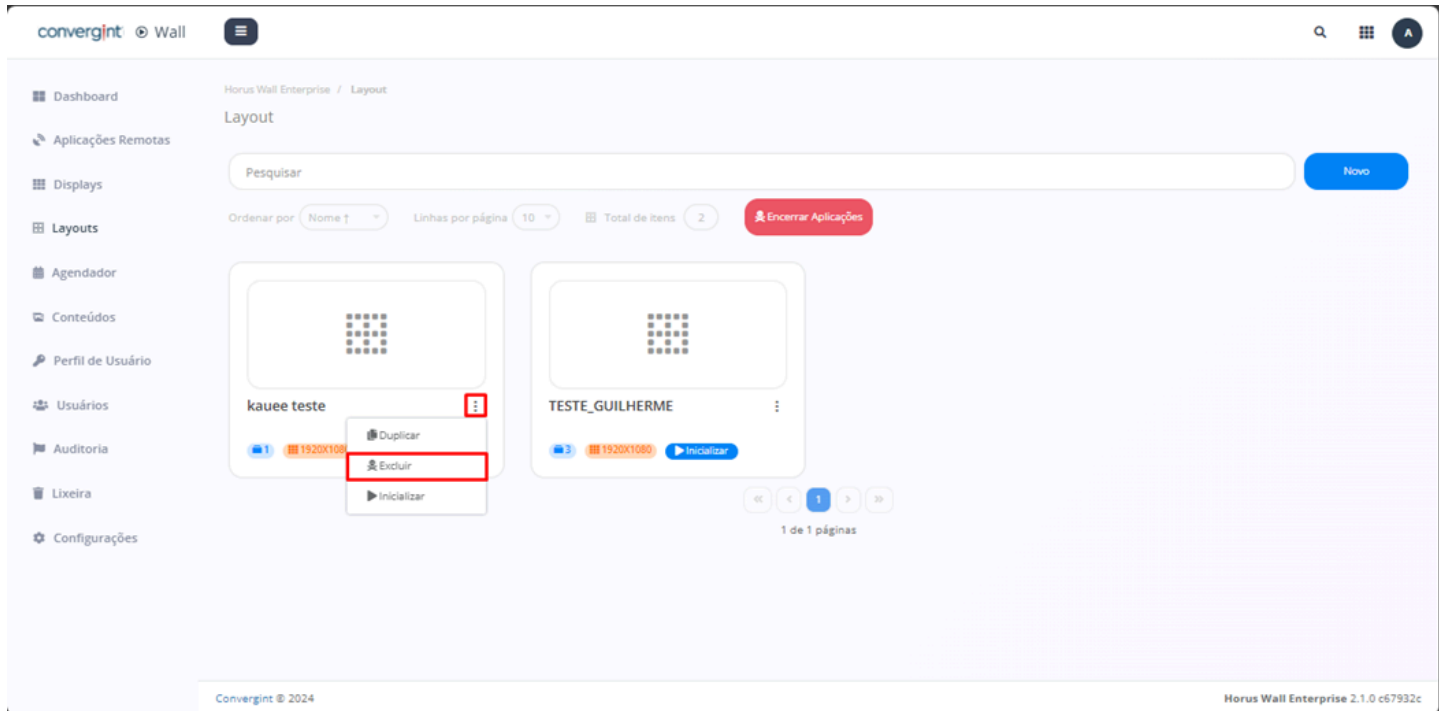 convergint Wall
A
Dashboard
Aplicações Remotas
Displays
Layouts
Agendador
Conteúdos
Perfil de Usuário
Usuários
Auditoria
Lixeira
Configurações
Horus Wall Enterprise / Layout
Layout
Pesquisar
Novo
Ordenar por Nome ↑ Linhas por página 10 Total de itens 2 Encerrar Aplicações
kauee teste
1 1920X108
Duplicar
Excluir
Inicializar
TESTE_GUILHERME
3 1920X1080 Inicializar
« < 1 > »
1 de 1 páginas
Convergint © 2024
Horus Wall Enterprise 2.1.0 c67932c